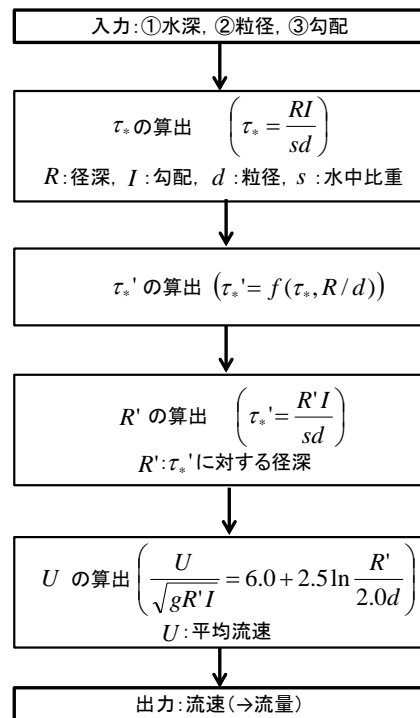 入力:①水深, ②粒径, ③勾配
τ*の算出 (τ* = RI/sd)
R:径深, I:勾配, d:粒径, s:水中比重
τ*'の算出 (τ*'= f(τ*, R/d))
R'の算出 (τ*'= R'I/sd)
R':τ*'に対する径深
U の算出 (U/√gR'I = 6.0+2.5ln R'/2.0d)
U:平均流速
出力:流速(→流量)